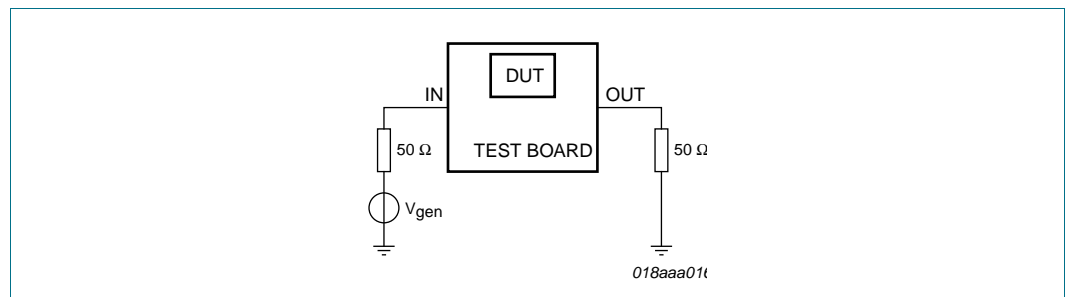 DUT
IN
OUT
50 Ω
TEST BOARD
50 Ω
Vgen